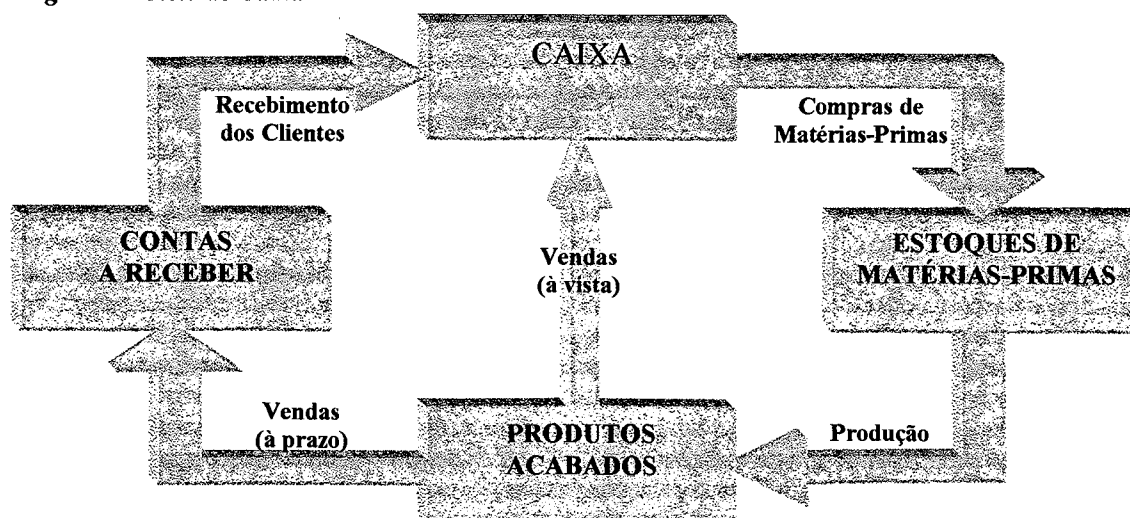 CAIXA
Recebimento
dos Clientes
Compras de
Matérias-Primas
CONTAS
A RECEBER
Vendas
(à vista)
ESTOQUES DE
MATÉRIAS-PRIMAS
Vendas
(à prazo)
PRODUTOS
ACABADOS
Produção